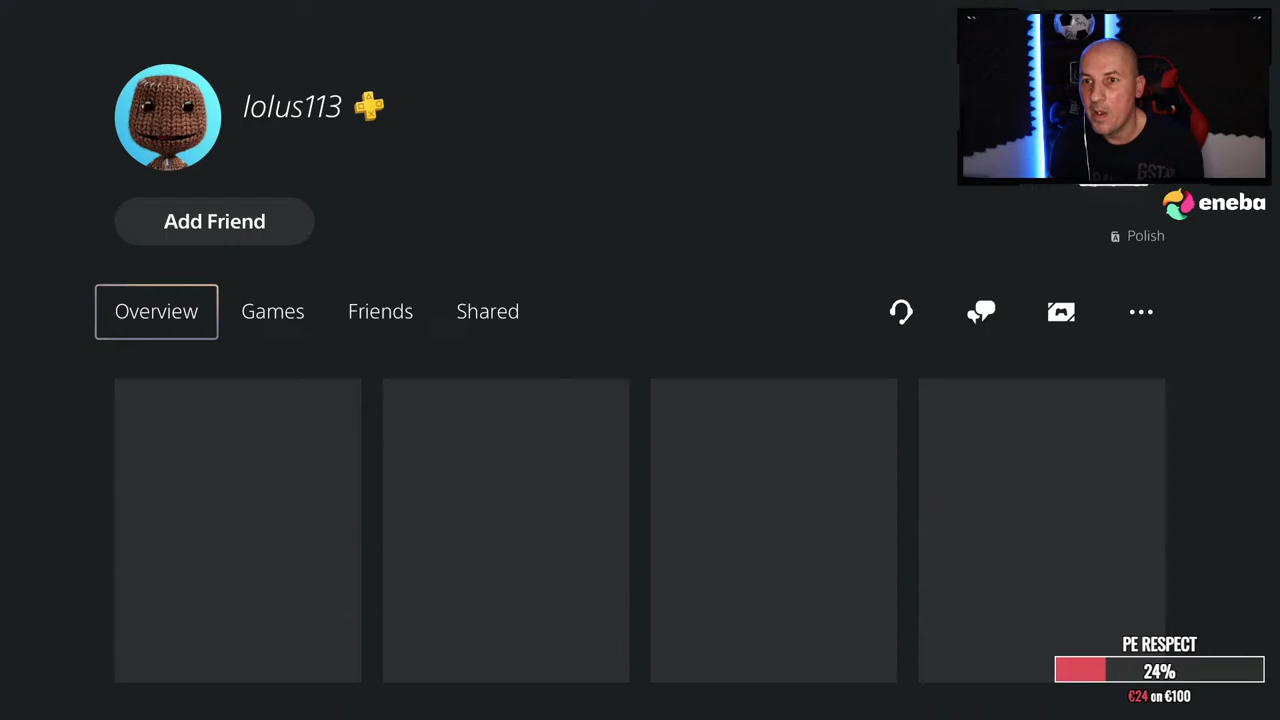 lolus113
Add Friend
eneba
Polish
Overview
Games
Friends
Shared
PE RESPECT
24%
€24 on €100